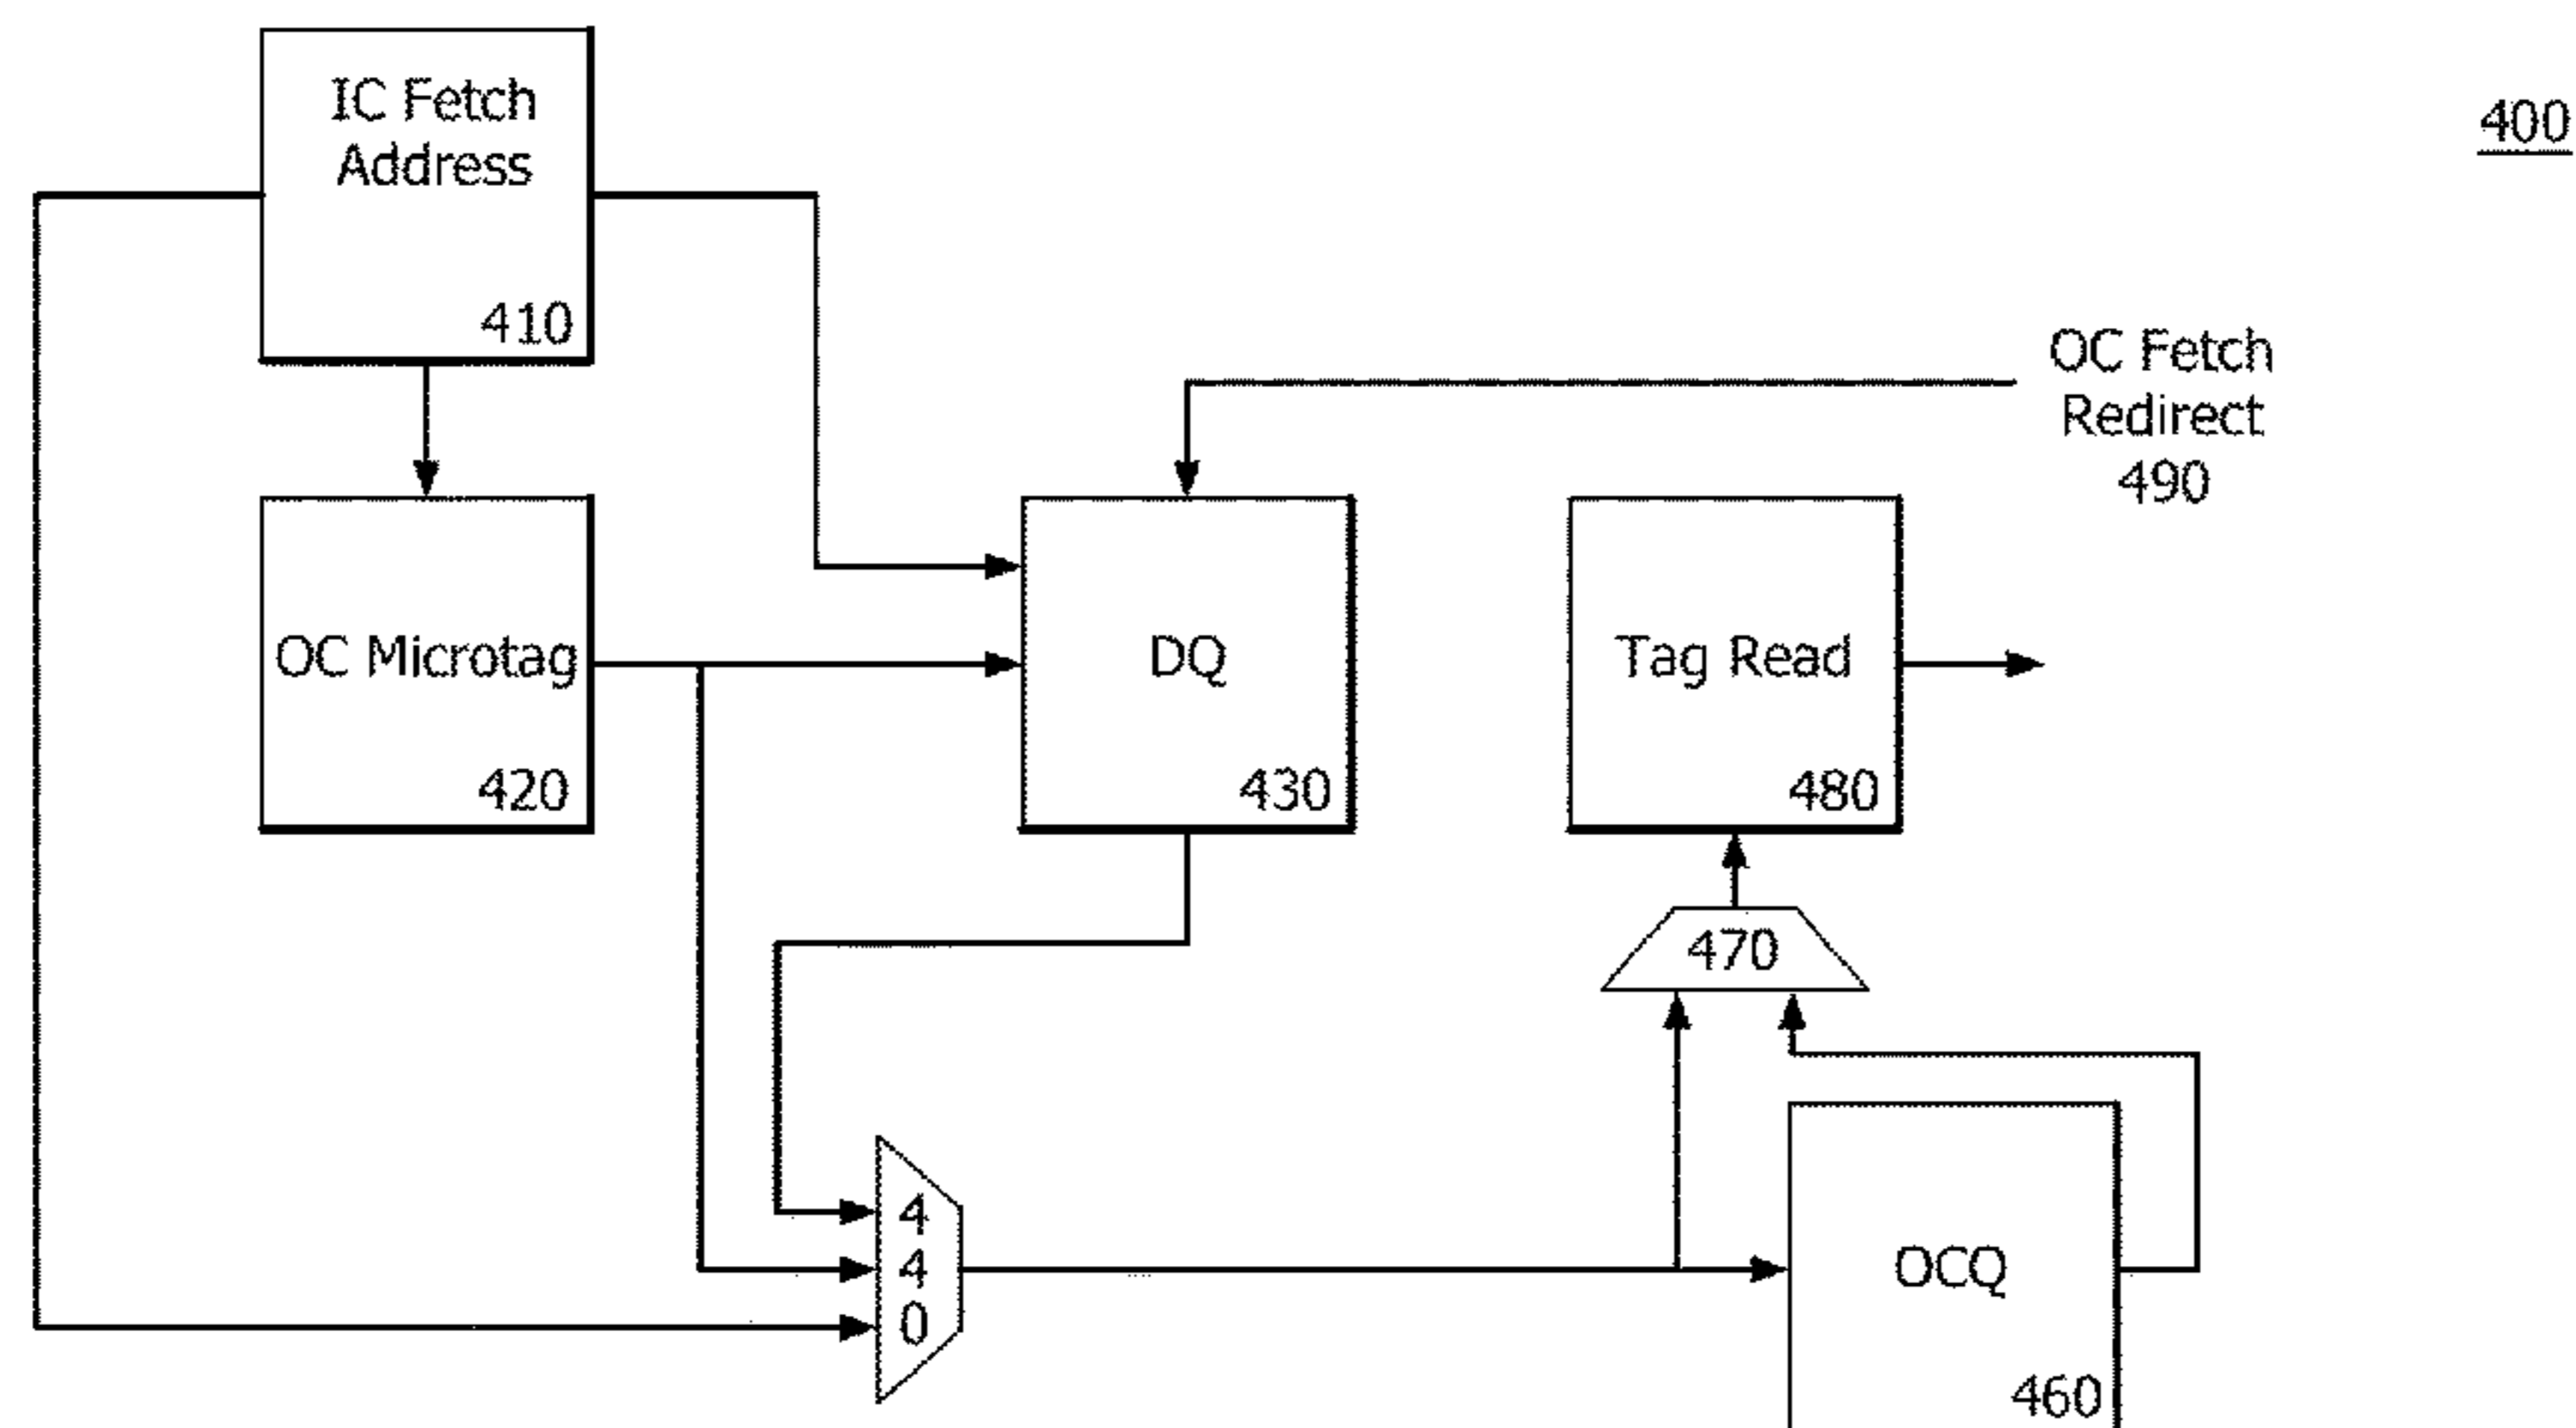 IC Fetch
Address
410
400
OC Fetch
Redirect
490
OC Microtag
420
DQ
430
Tag Read
480
470
4
4
0
OCQ
460